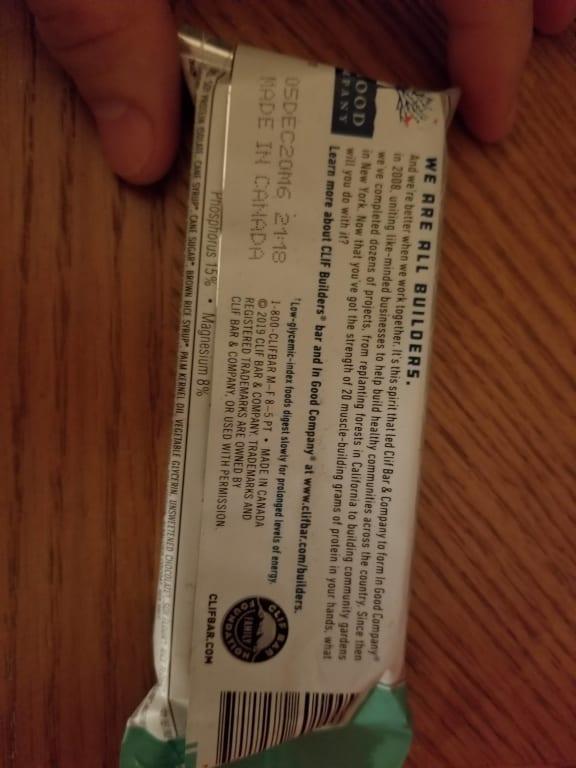 OOD
PANY
WE ARE ALL BUILDERS.
And we're better when we work together. It's this spirit that led Clif Bar & Company to form In Good Company®
in 2008, uniting like-minded businesses to help build healthy communities across the country. Since then
we've completed dozens of projects, from replanting forests in California to building community gardens
in New York. Now that you've got the strength of 20 muscle-building grams of protein in your hands, what
will you do with it?
Learn more about CLIF Builders® bar and In Good Company® at www.clifbar.com/builders.
†Low-glycemic-index foods digest slowly for prolonged levels of energy.
1-800-CLIFBAR M–F 8–5 PT • MADE IN CANADA
© 2019 CLIF BAR & COMPANY. TRADEMARKS AND
REGISTERED TRADEMARKS ARE OWNED BY
CLIF BAR & COMPANY, OR USED WITH PERMISSION.
05DEC20M6 21:18
MADE IN CANADA
CLIF BAR
FAMILY
FOUNDATION
CLIFBAR.COM
Phosphorus 15% • Magnesium 8%
PROTEIN ISOLATE, CANE SYRUP*, CANE SUGAR*, BROWN RICE SYRUP*, PALM KERNEL OIL, VEGETABLE GLYCERIN, UNSWEETENED CHOCOLATE*